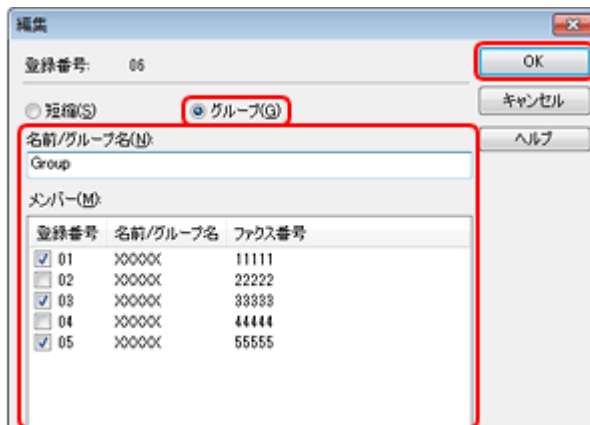 編集
登録番号: 06
OK
短縮(S)
グループ(G)
キャンセル
名前/グループ名(N):
ヘルプ
Group
メンバー(M):
登録番号 名前/グループ名 ファクス番号
01 XXXXX 11111
02 XXXXX 22222
03 XXXXX 33333
04 XXXXX 44444
05 XXXXX 55555